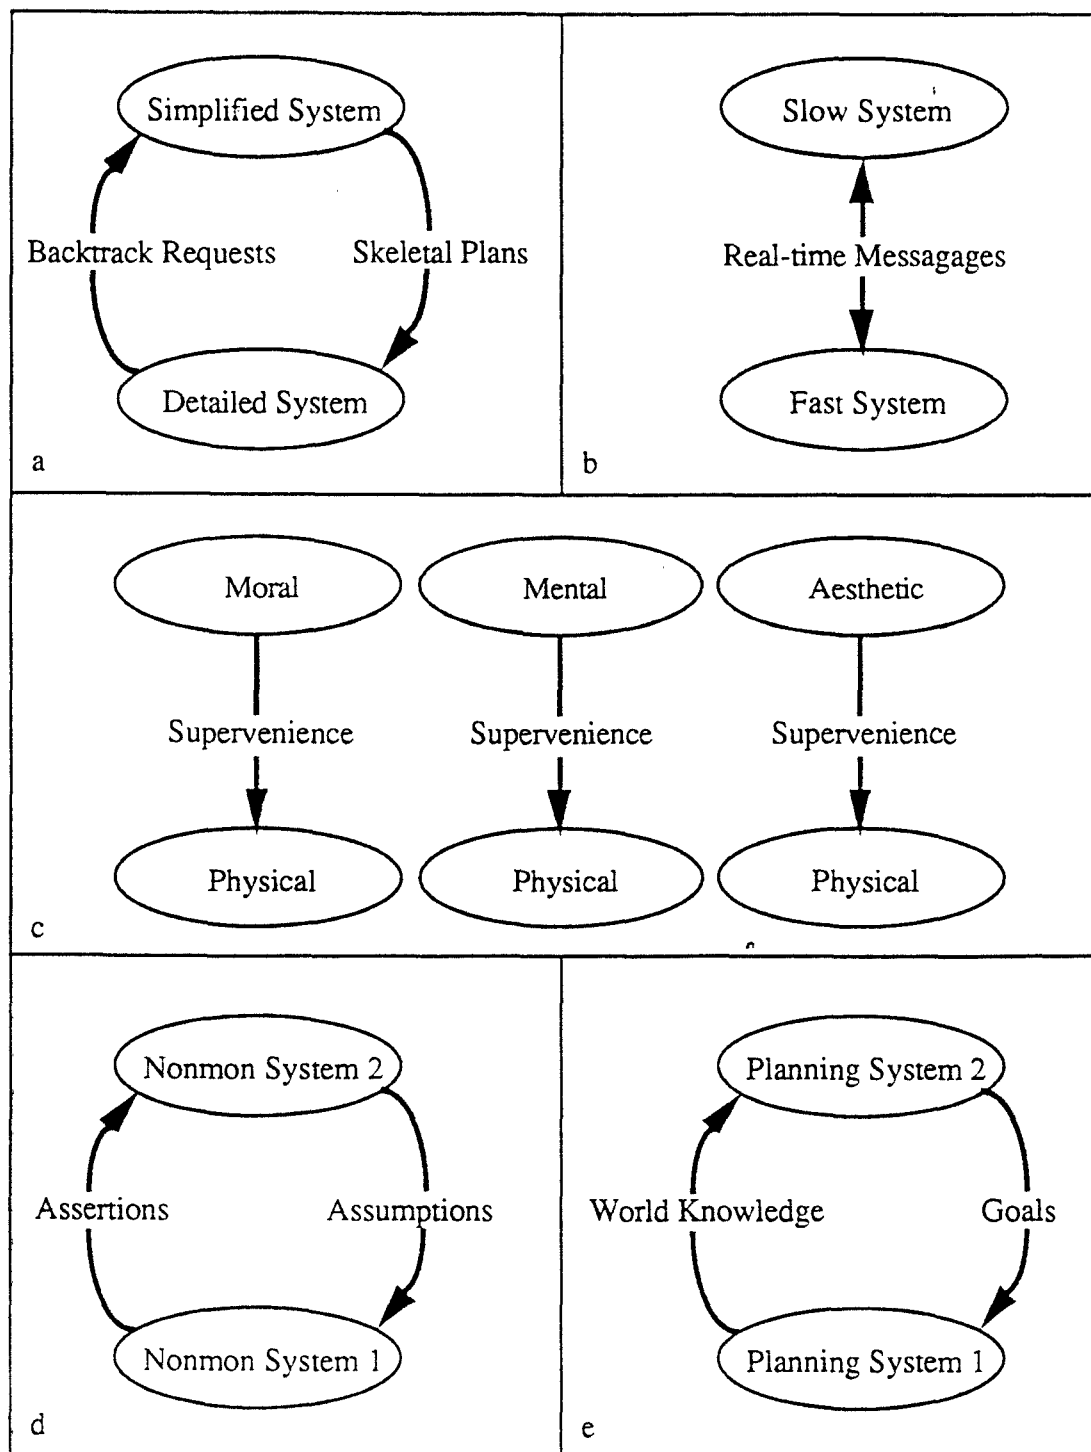 Simplified System
Backtrack Requests
Skeletal Plans
Detailed System
a
Slow System
Real-time Messagages
Fast System
b
Moral
Mental
Aesthetic
Supervenience
Supervenience
Supervenience
Physical
Physical
Physical
c
Nonmon System 2
Assertions
Assumptions
Nonmon System 1
d
Planning System 2
World Knowledge
Goals
Planning System 1
e